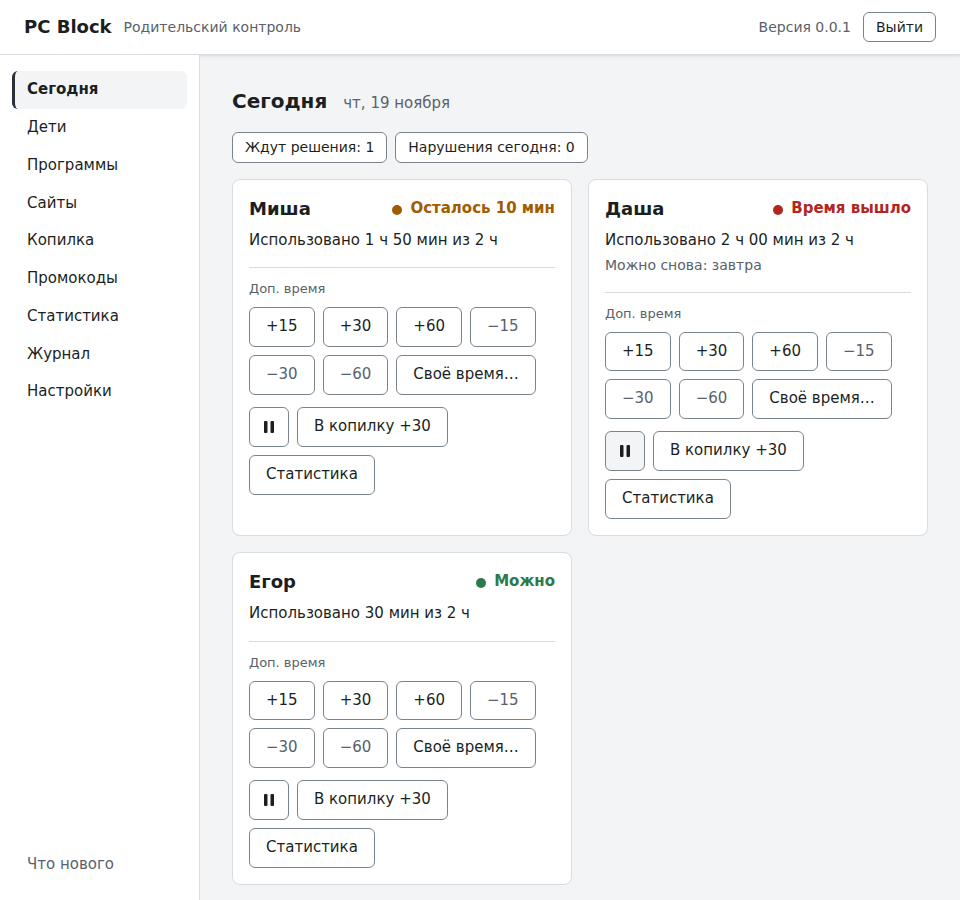 PC Block Родительский контроль
Версия 0.0.1 Выйти
Сегодня
Дети
Программы
Сайты
Копилка
Промокоды
Статистика
Журнал
Настройки
Что нового
Сегодня чт, 19 ноября
Ждут решения: 1 Нарушения сегодня: 0
Миша Осталось 10 мин
Использовано 1 ч 50 мин из 2 ч
Доп. время
+15 +30 +60 −15
−30 −60 Своё время…
В копилку +30
Статистика
Даша Время вышло
Использовано 2 ч 00 мин из 2 ч
Можно снова: завтра
Доп. время
+15 +30 +60 −15
−30 −60 Своё время…
В копилку +30
Статистика
Егор Можно
Использовано 30 мин из 2 ч
Доп. время
+15 +30 +60 −15
−30 −60 Своё время…
В копилку +30
Статистика